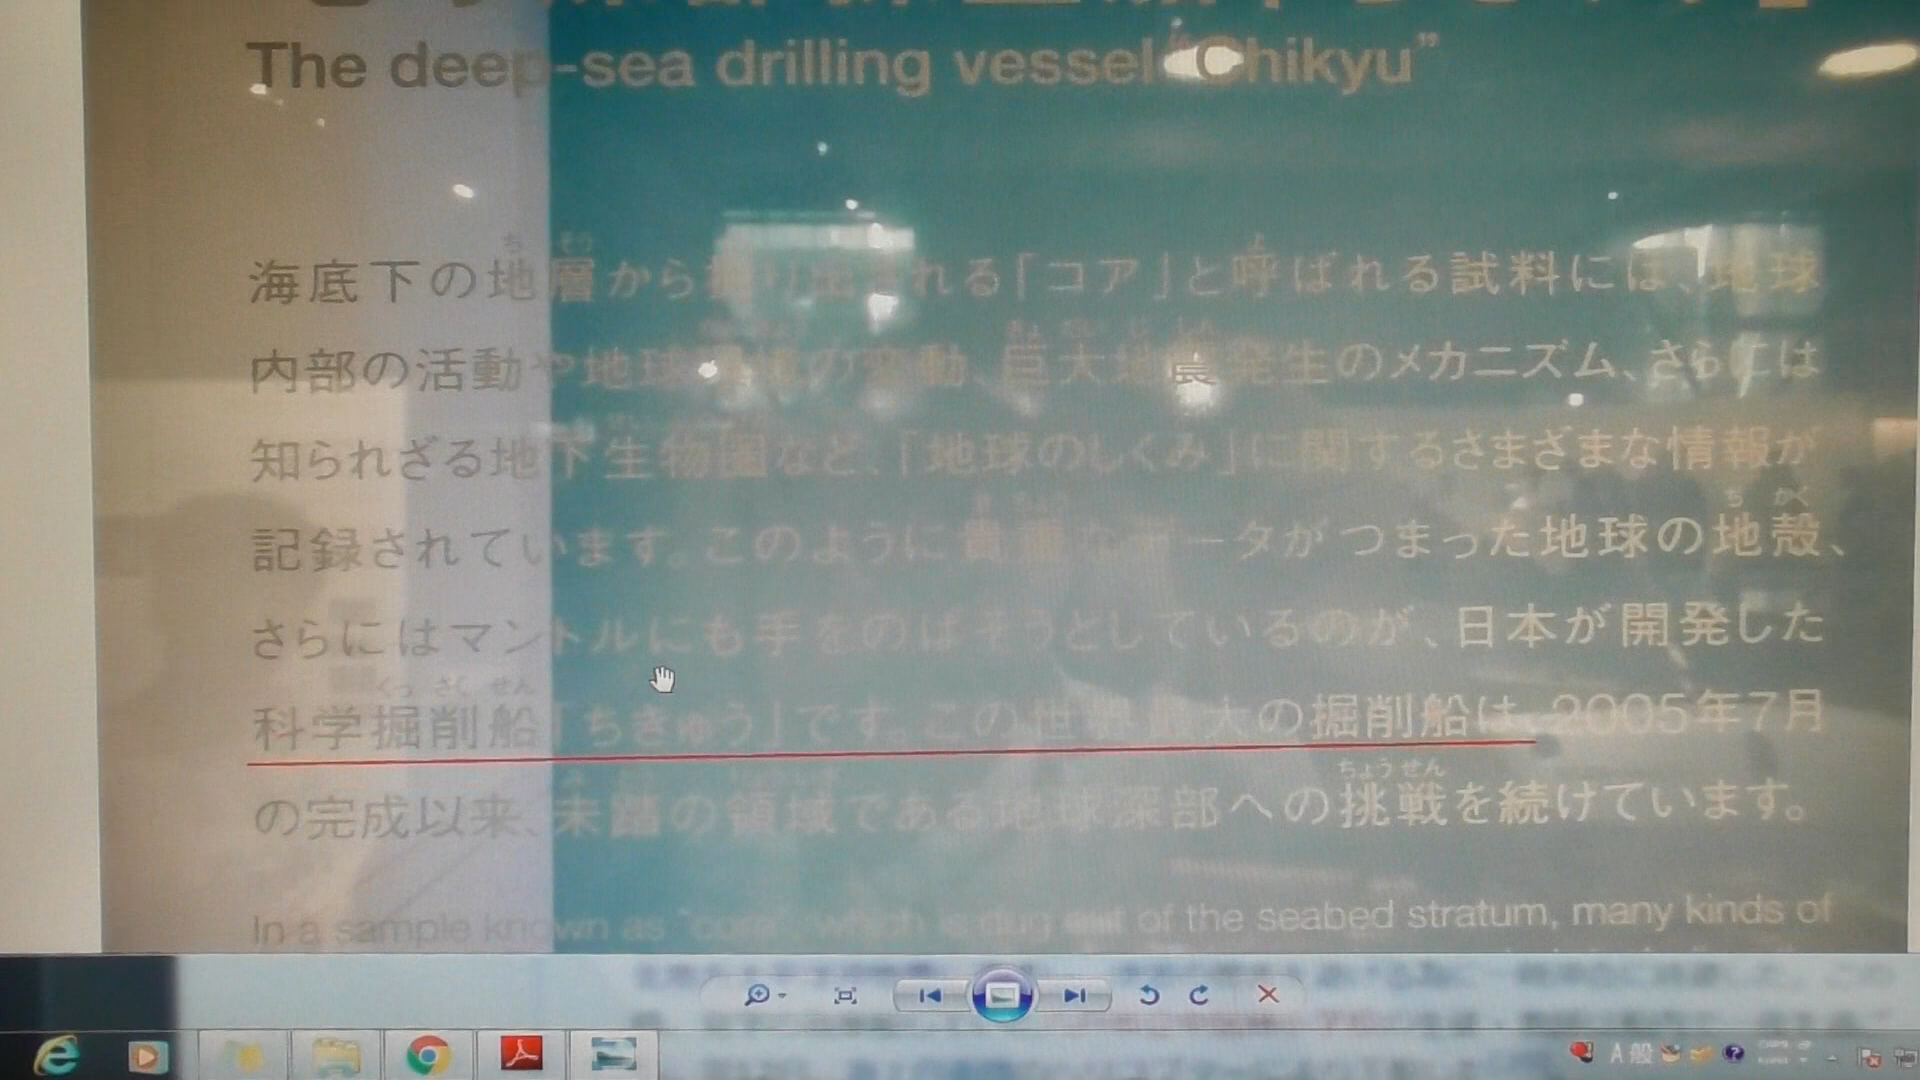 The deep-sea drilling vessel “Chikyu”
海底下の地層から掘り出される「コア」と呼ばれる試料には、地球
内部の活動や地球環境の変動、巨大地震発生のメカニズム、さらには
知られざる地下生物圏など、「地球のしくみ」に関するさまざまな情報が
記録されています。このように貴重なデータがつまった地球の地殻、
さらにはマントルにも手をのばそうとしているのが、日本が開発した
科学掘削船「ちきゅう」です。この世界最大の掘削船は、2005年7月
の完成以来、未踏の領域である地球深部への挑戦を続けています。
In a sample known as “core”, which is dug out of the seabed stratum, many kinds of
A 般